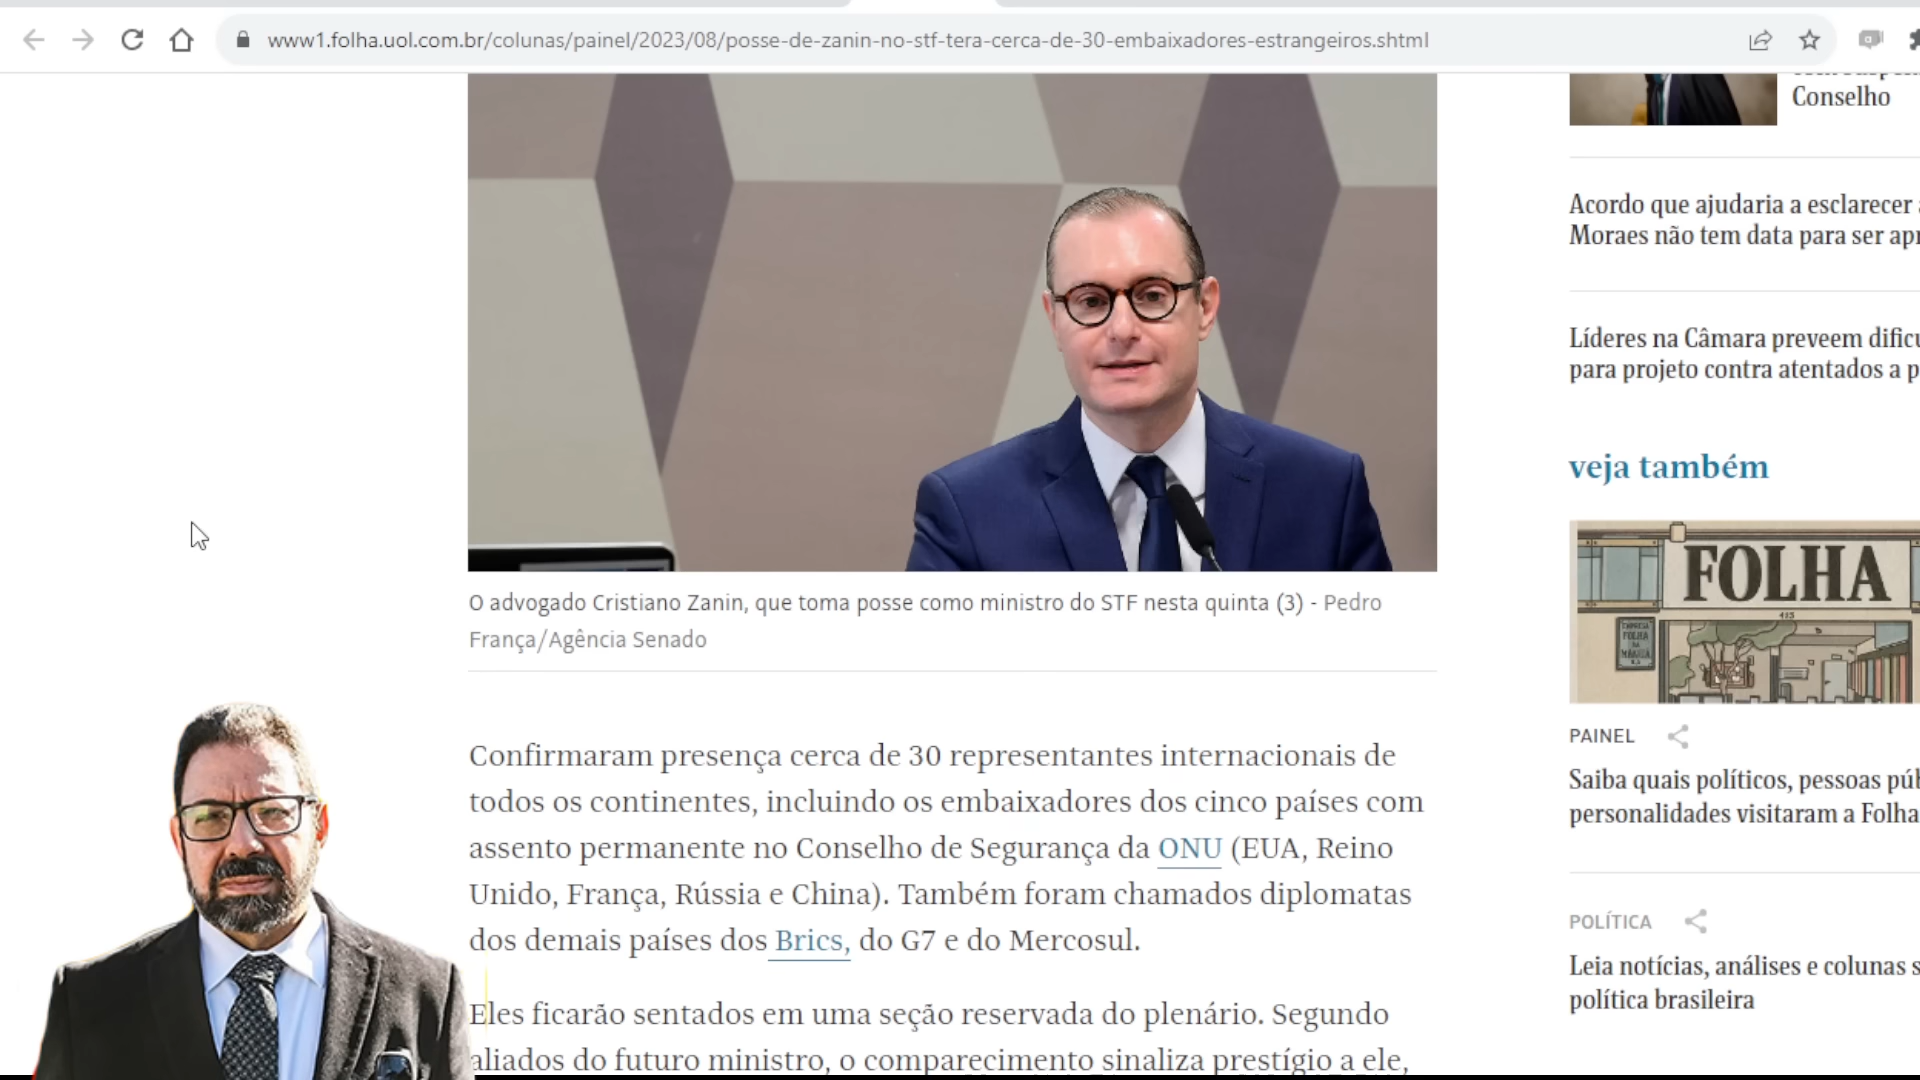 www1.folha.uol.com.br/colunas/painel/2023/08/posse-de-zanin-no-stf-tera-cerca-de-30-embaixadores-estrangeiros.shtml
O advogado Cristiano Zanin, que toma posse como ministro do STF nesta quinta (3) - Pedro
França/Agência Senado
Confirmaram presença cerca de 30 representantes internacionais de
todos os continentes, incluindo os embaixadores dos cinco países com
assento permanente no Conselho de Segurança da ONU (EUA, Reino
Unido, França, Rússia e China). Também foram chamados diplomatas
dos demais países dos Brics, do G7 e do Mercosul.
Eles ficarão sentados em uma seção reservada do plenário. Segundo
aliados do futuro ministro, o comparecimento sinaliza prestígio a ele,
Conselho
Acordo que ajudaria a esclarecer
Moraes não tem data para ser
Líderes na Câmara preveem
para projeto contra atentados a
veja também
FOLHA
PAINEL
Saiba quais políticos, pessoas
personalidades visitaram a Folha
POLÍTICA
Leia notícias, análises e colunas
política brasileira